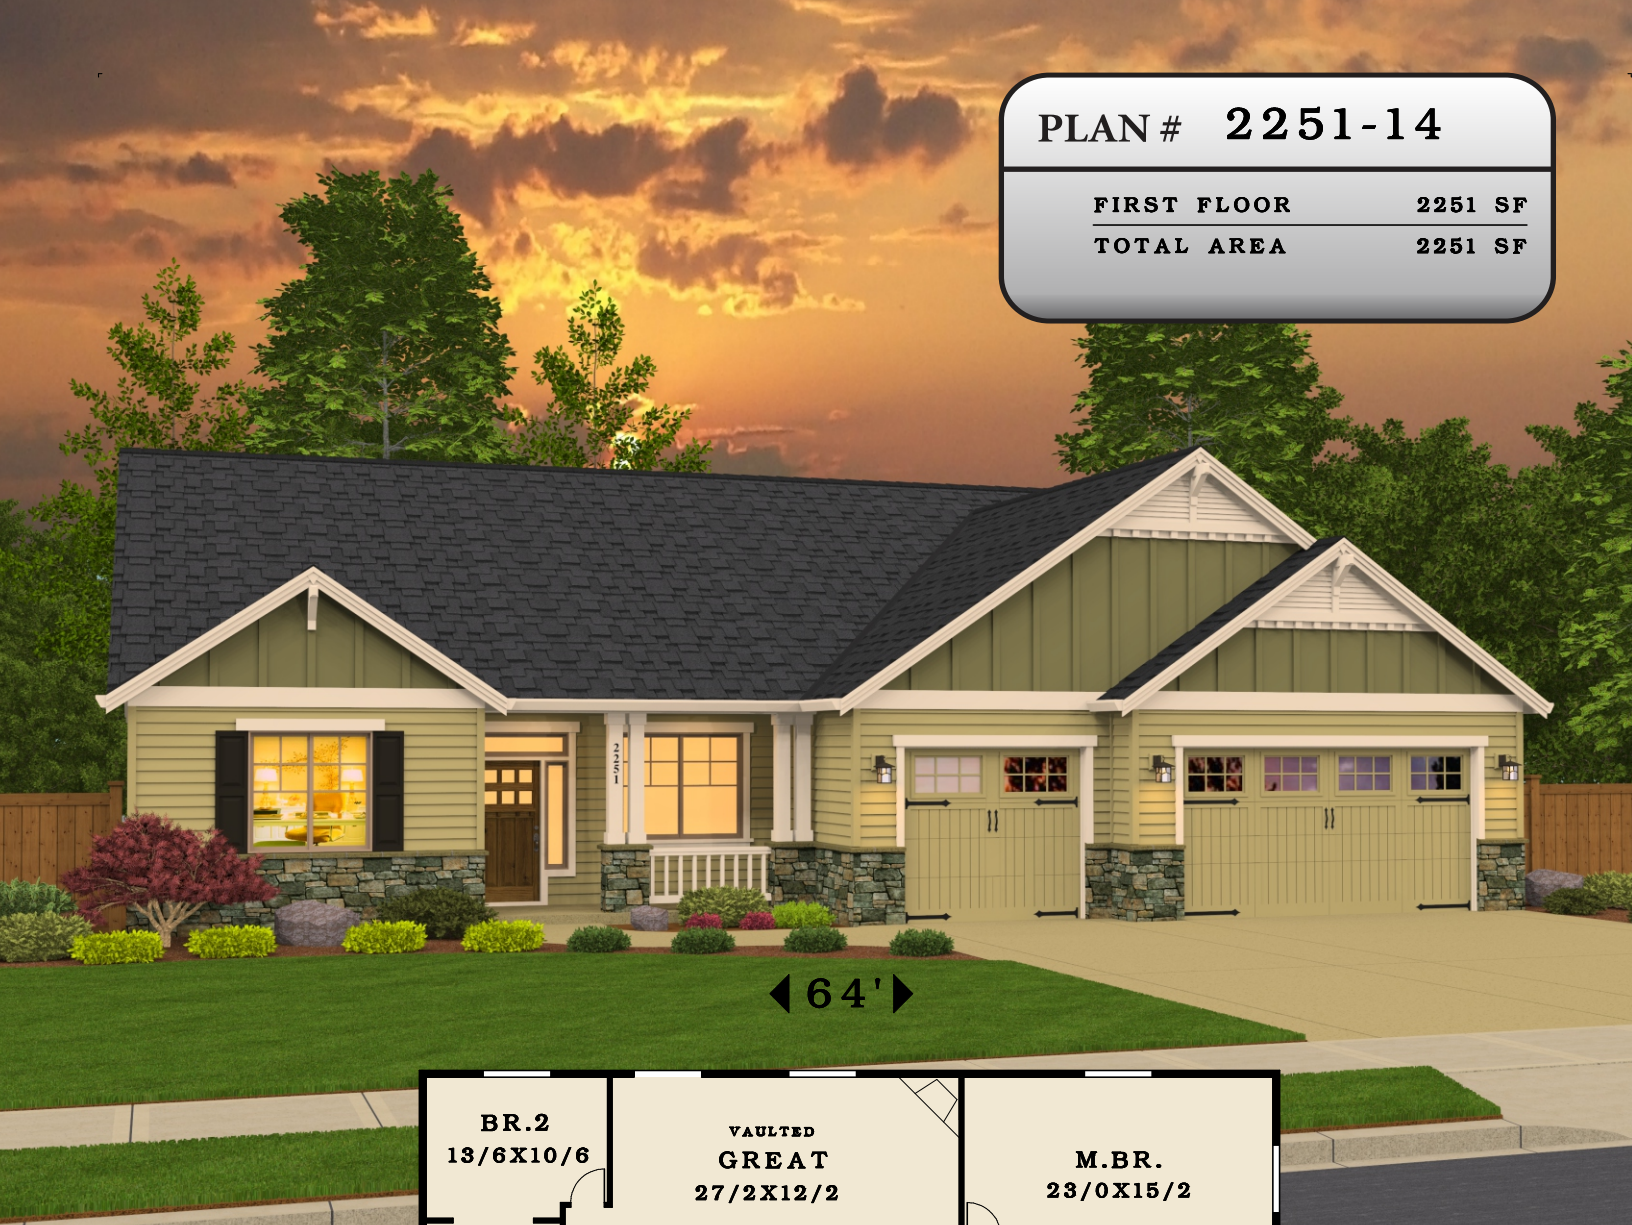 PLAN # 2251-14
FIRST FLOOR 2251 SF
TOTAL AREA 2251 SF
2251
64'
BR.2
13/6X10/6
VAULTED
GREAT
27/2X12/2
M.BR.
23/0X15/2